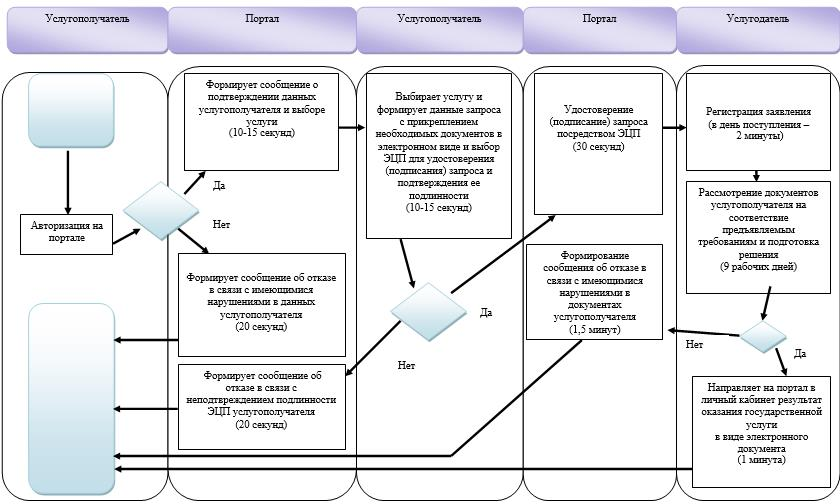 Услугополучатель
Портал
Услугополучатель
Портал
Услугодатель
Авторизация на
портале
Формирует сообщение о
подтверждении данных
услугополучателя и выборе
услуги
(10-15 секунд)
Да
Нет
Формирует сообщение об отказе
в связи с имеющимися
нарушениями в данных
услугополучателя
(20 секунд)
Формирует сообщение об
отказе в связи с
неподтверждением подлинности
ЭЦП услугополучателя
(20 секунд)
Выбирает услугу и
формирует данные запроса
с прикреплением
необходимых документов в
электронном виде и выбор
ЭЦП для удостоверения
(подписания) запроса и
подтверждения ее
подлинности
(10-15 секунд)
Да
Нет
Удостоверение
(подписание) запроса
посредством ЭЦП
(30 секунд)
Формирование
сообщения об отказе в
связи с имеющимися
нарушениями в
документах
услугополучателя
(1,5 минут)
Регистрация заявления
(в день поступления –
2 минуты)
Рассмотрение документов
услугополучателя на
соответствие
предъявляемым
требованиям и подготовка
решения
(9 рабочих дней)
Нет
Да
Направляет на портал в
личный кабинет результат
оказания государственной
услуги
в виде электронного
документа
(1 минута)